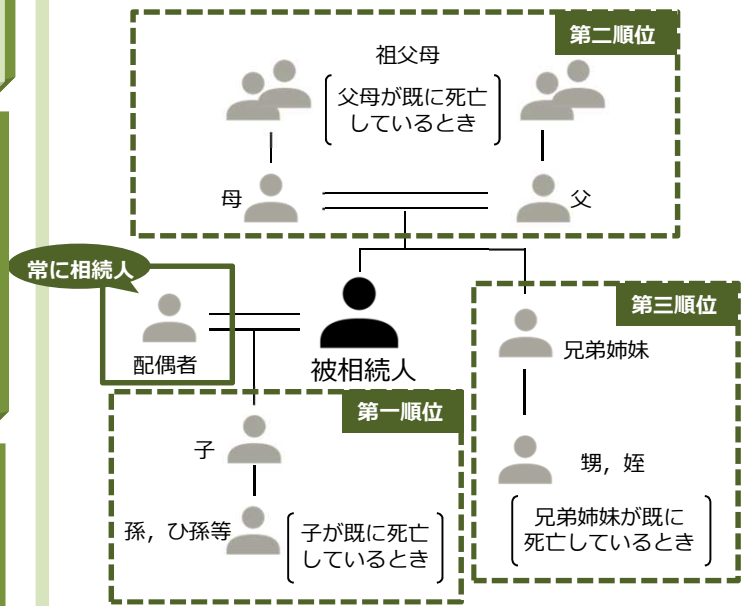 第二順位
祖父母
父母が既に死亡
しているとき
母
父
常に相続人
配偶者
被相続人
第三順位
兄弟姉妹
甥，姪
兄弟姉妹が既に
死亡しているとき
第一順位
子
孫，ひ孫等
子が既に死亡
しているとき